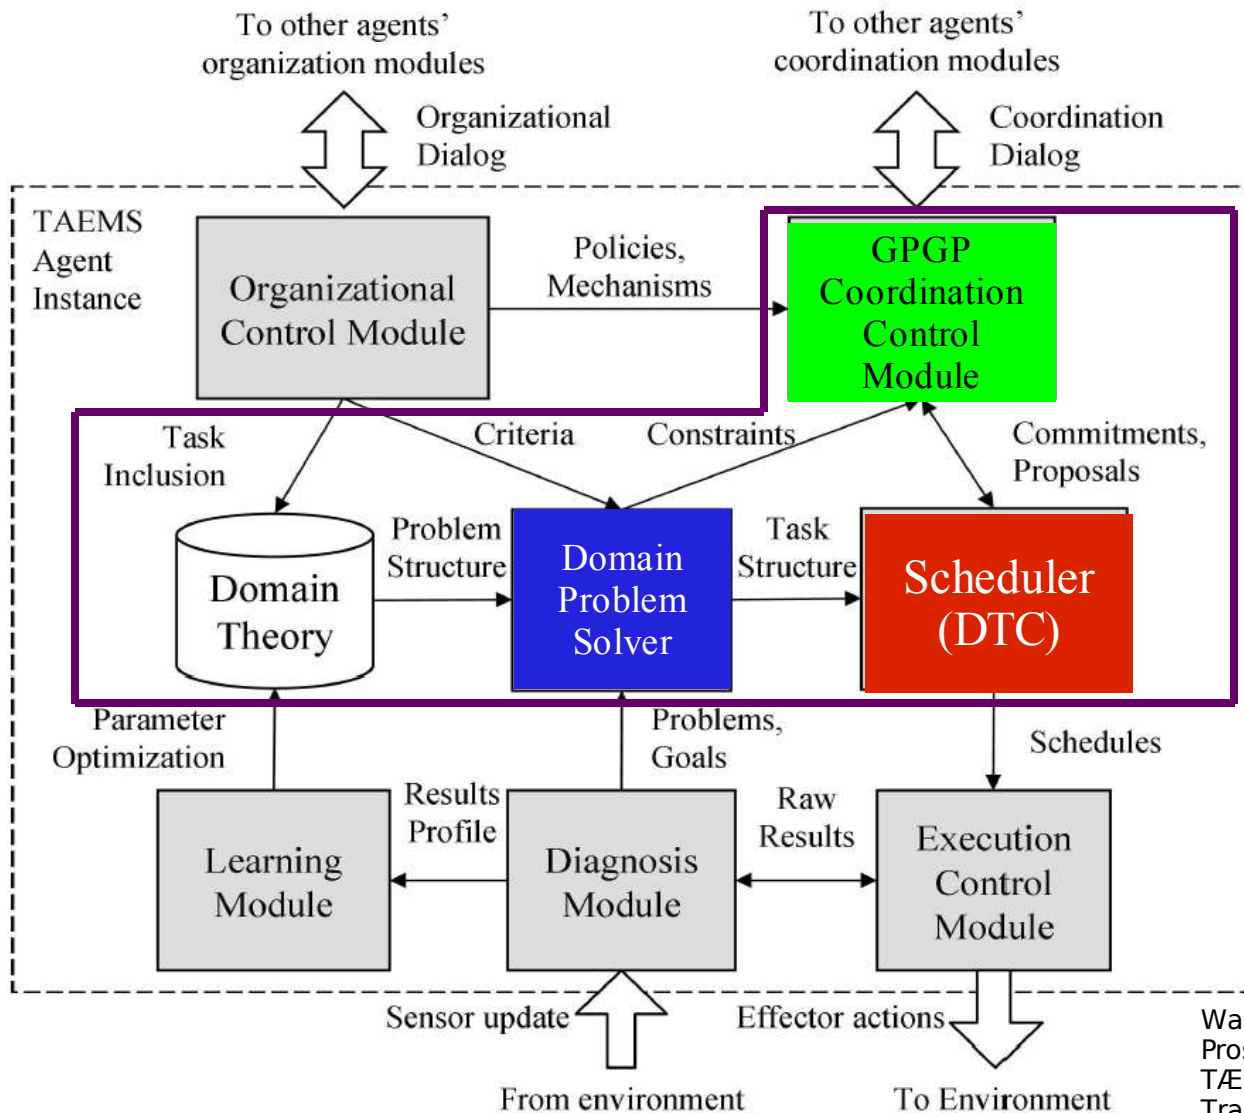 To other agents'
organization modules
To other agents'
coordination modules
Organizational
Dialog
Coordination
Dialog
TAEMS
Agent
Instance
Organizational
Control Module
Policies,
Mechanisms
GPGP
Coordination
Control
Module
Task
Inclusion
Criteria
Constraints
Commitments,
Proposals
Domain
Theory
Problem
Structure
Domain
Problem
Solver
Task
Structure
Scheduler
(DTC)
Parameter
Optimization
Problems,
Goals
Schedules
Learning
Module
Results
Profile
Diagnosis
Module
Raw
Results
Execution
Control
Module
Sensor update
Effector actions
From environment
To Environment